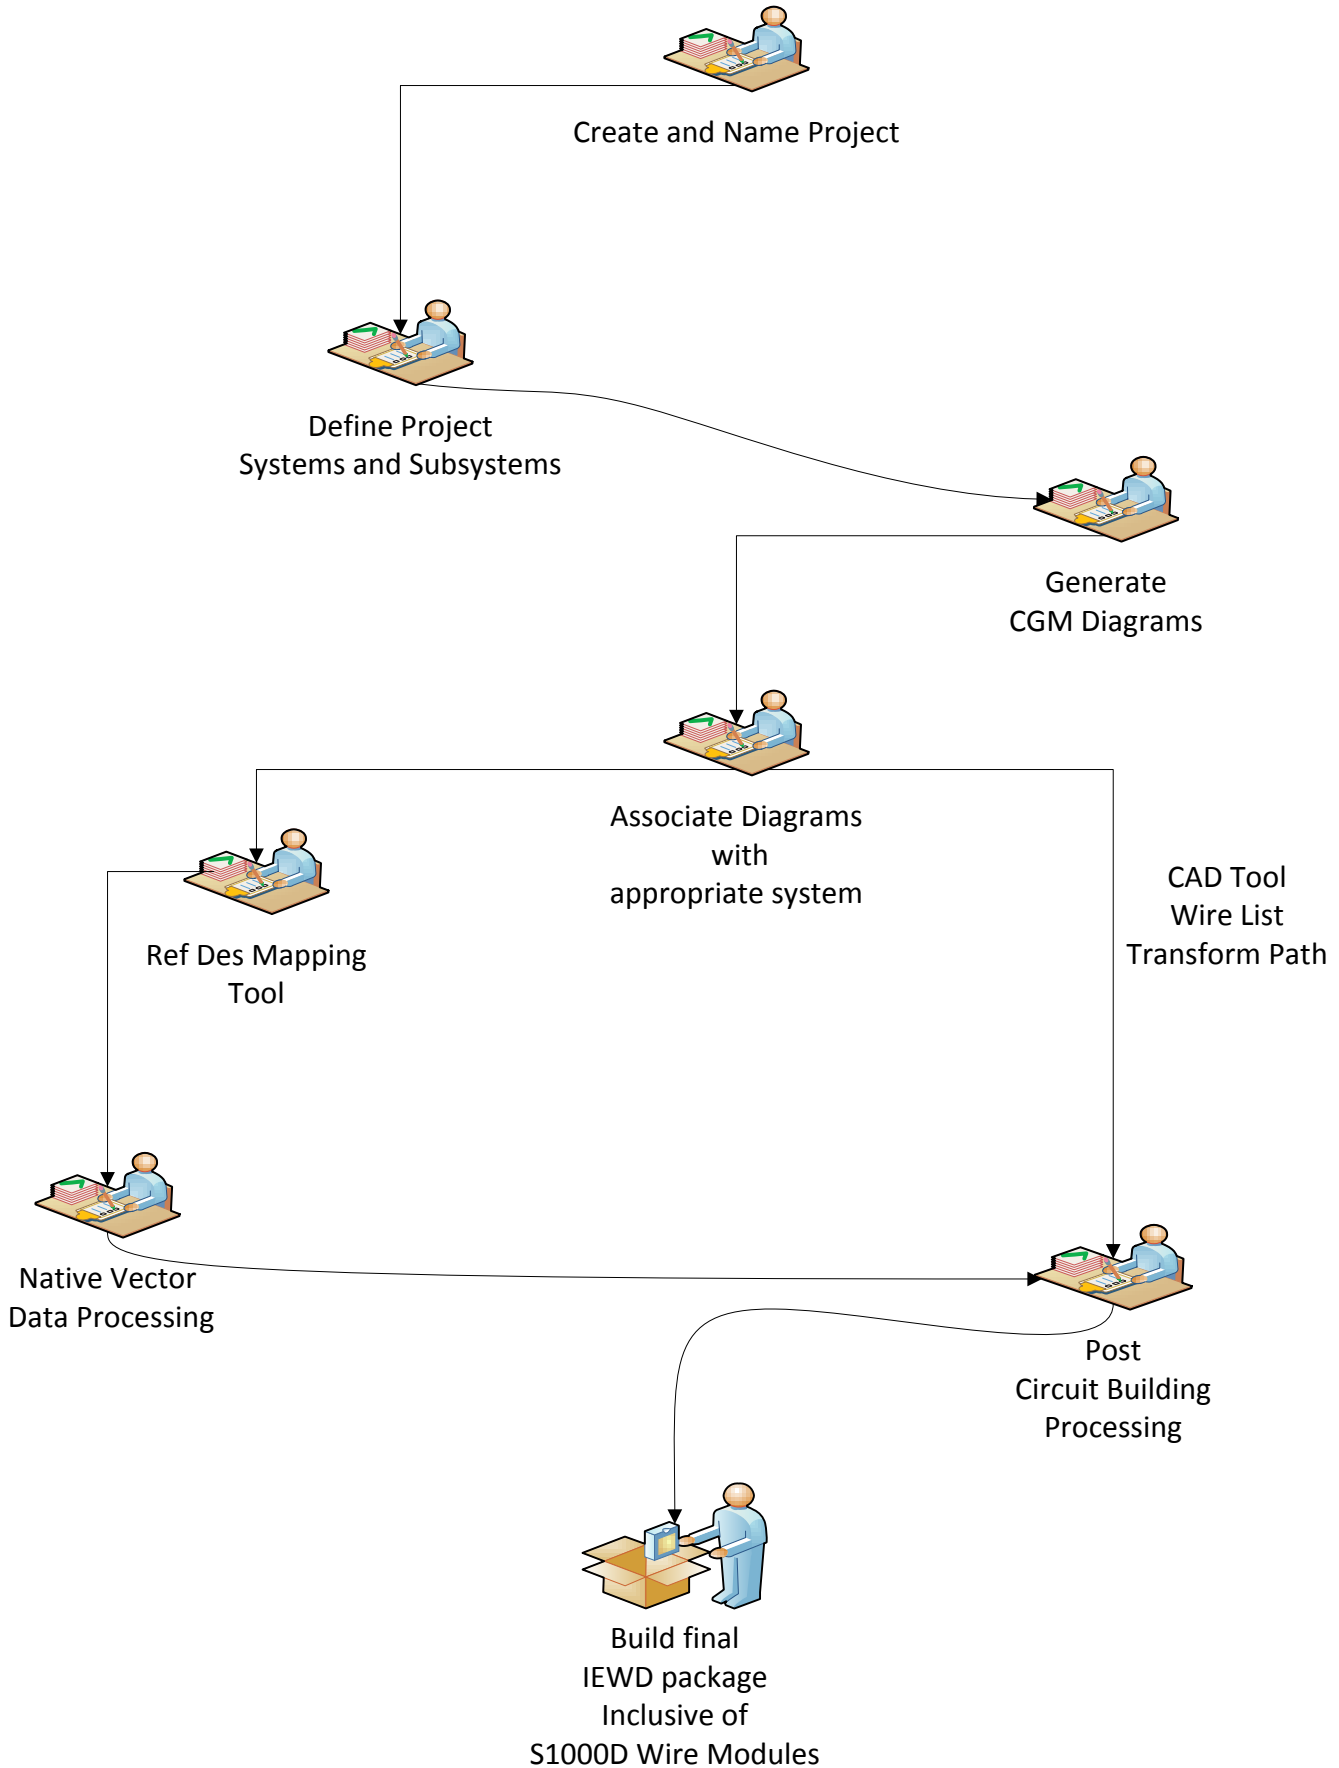 Create and Name Project
Define Project
Systems and Subsystems
Generate
CGM Diagrams
Associate Diagrams
with
appropriate system
CAD Tool
Wire List
Transform Path
Ref Des Mapping
Tool
Native Vector
Data Processing
Post
Circuit Building
Processing
Build final
IEWD package
Inclusive of
S1000D Wire Modules